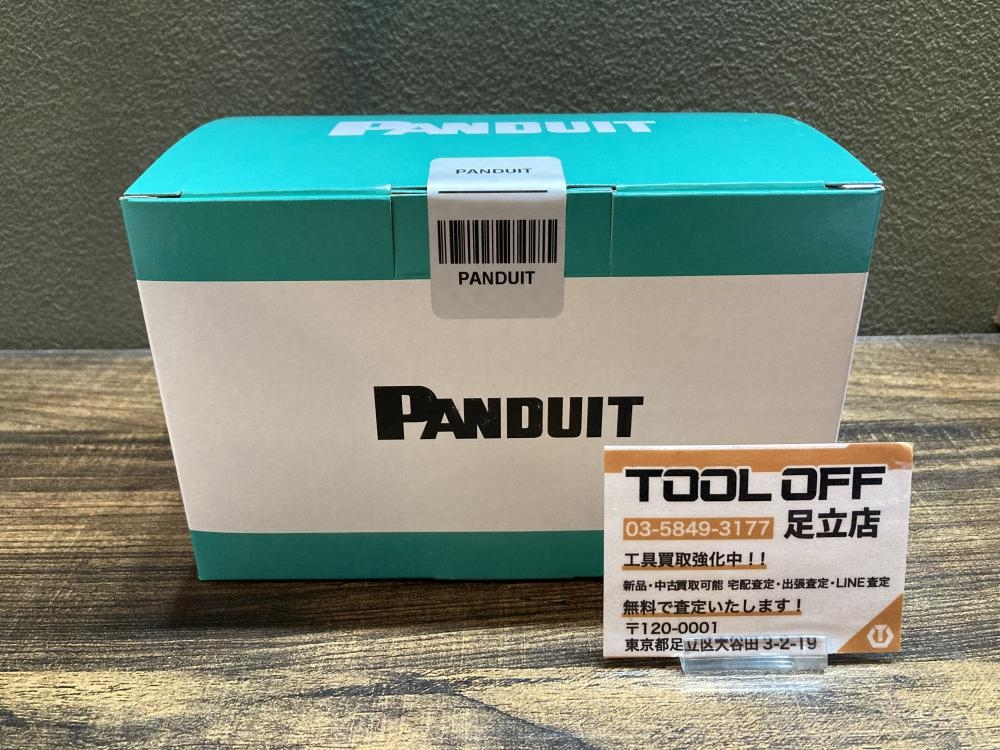 PANDUIT
PANDUIT
PANDUIT
PANDUIT
TOOL OFF
03-5849-3177 足立店
工具買取強化中!!
新品・中古買取可能 宅配査定・出張査定・LINE査定
無料で査定いたします!
〒120-0001
東京都足立区大谷田3-2-19